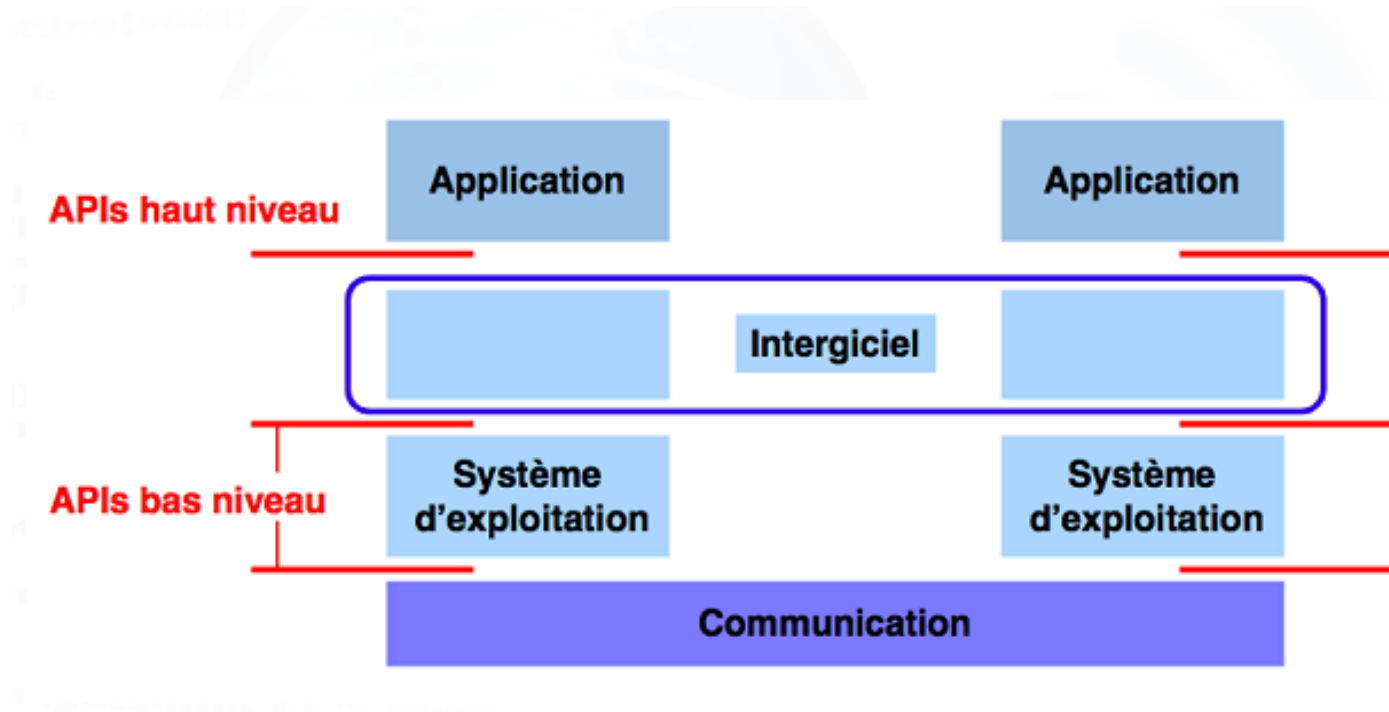 Application
Application
APIs haut niveau
Intergiciel
Système
d'exploitation
Système
d'exploitation
APIs bas niveau
Communication